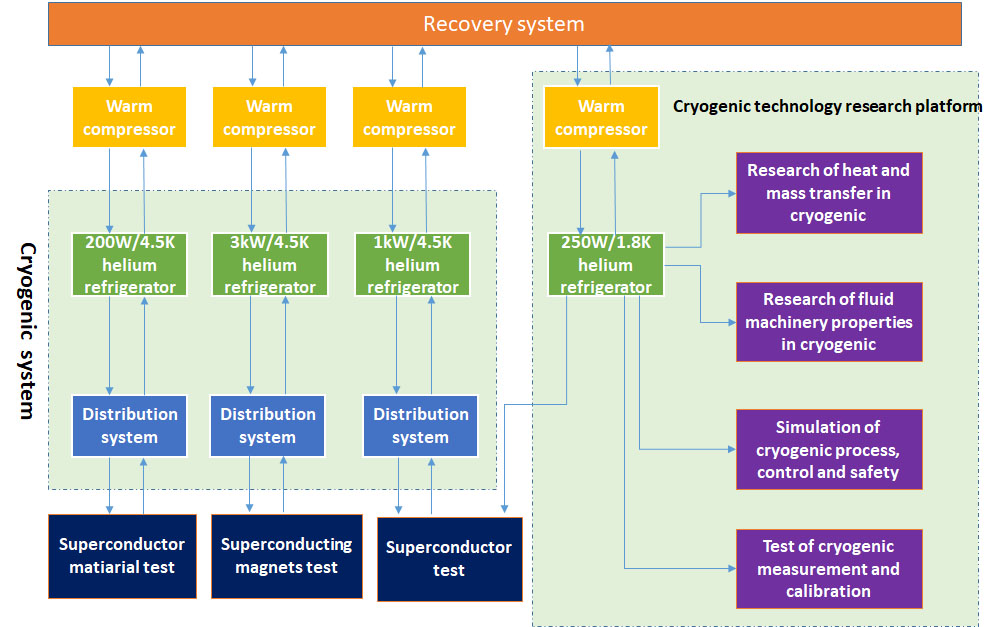 Recovery system
Warm
compressor
Warm
compressor
Warm
compressor
Warm
compressor
Cryogenic technology research platform
Research of heat and
mass transfer in
cryogenic
Cryogenic system
200W/4.5K
helium
refrigerator
3kW/4.5K
helium
refrigerator
1kW/4.5K
helium
refrigerator
250W/1.8K
helium
refrigerator
Research of fluid
machinery properties
in cryogenic
Distribution
system
Distribution
system
Distribution
system
Simulation of
cryogenic process,
control and safety
Superconductor
matiarial test
Superconducting
magnets test
Superconductor
test
Test of cryogenic
measurement and
calibration